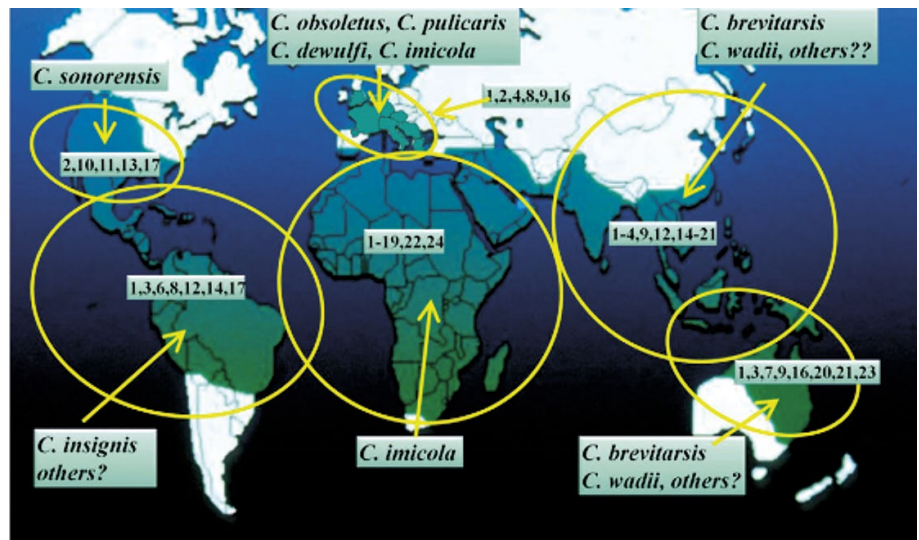 C. obsoletus, C. pulicaris
C. dewulfi, C. imicola
C. brevitarsis
C. wadii, others??
C. sonorensis
1,2,4,8,9,16
2,10,11,13,17
1-19,22,24
1-4,9,12,14-21
1,3,6,8,12,14,17
1,3,7,9,16,20,21,23
C. insignis
others?
C. imicola
C. brevitarsis
C. wadii, others?